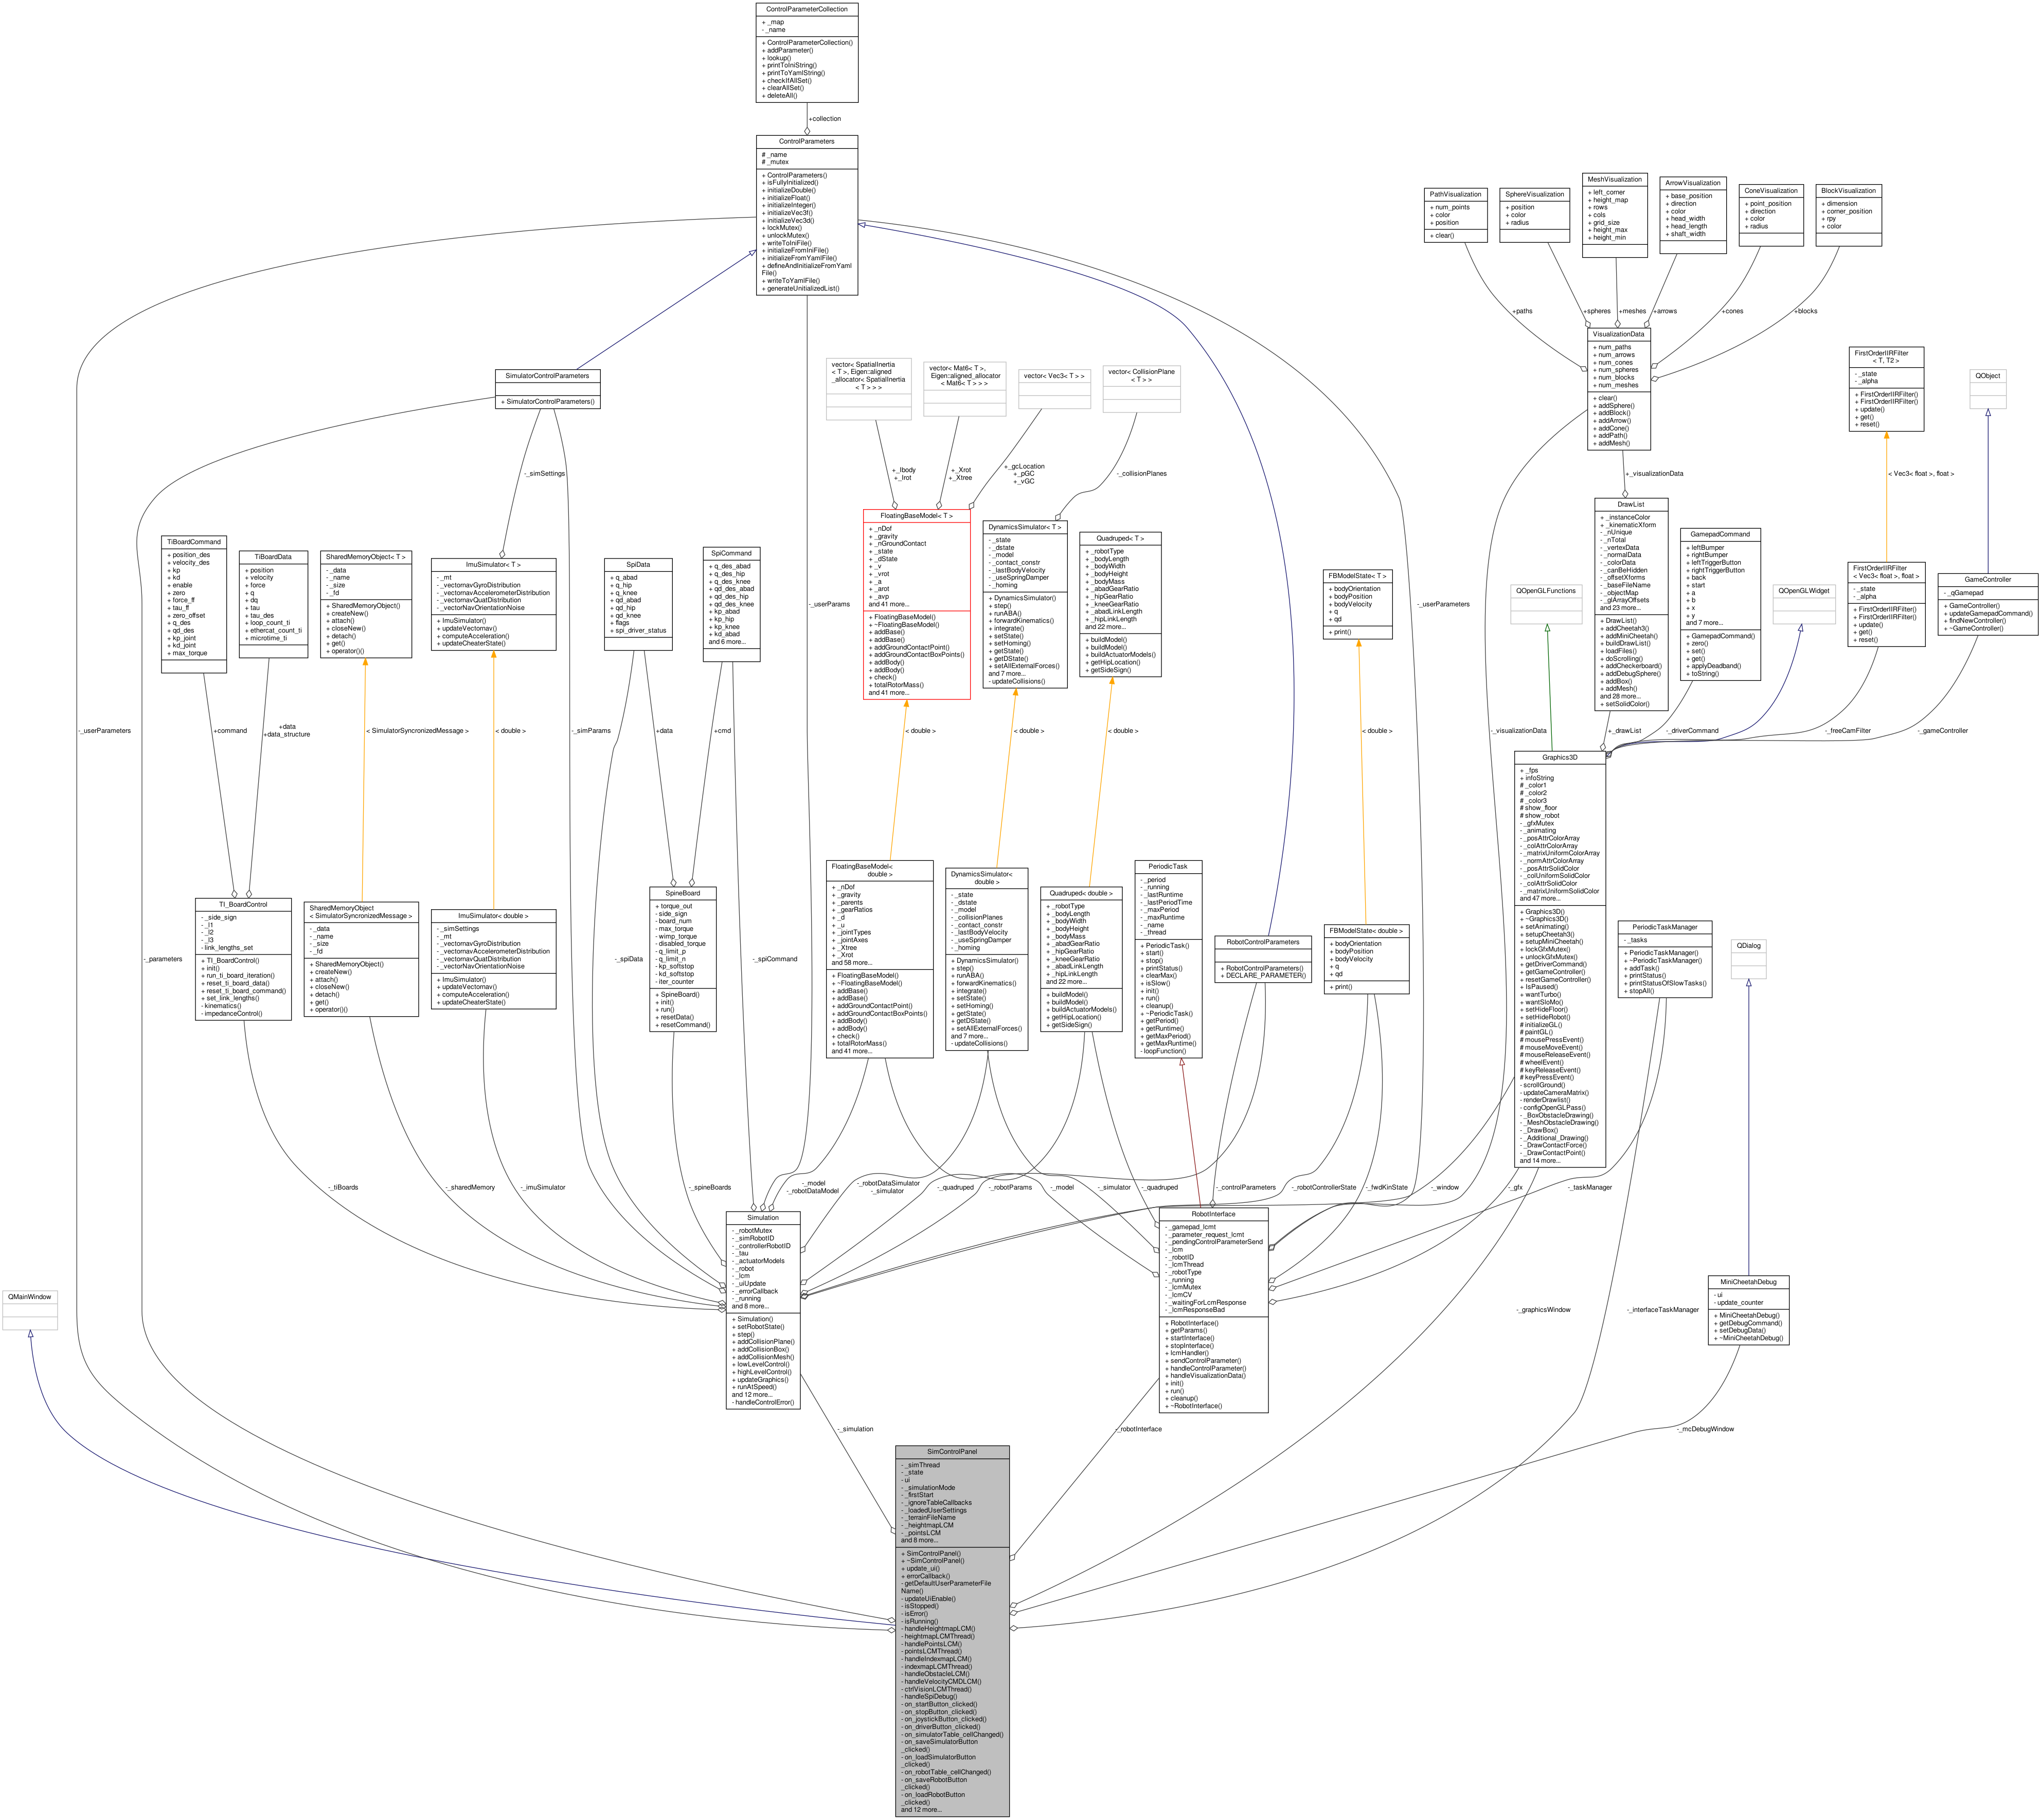 ControlParameterCollection
+ _map
- _name
+ ControlParameterCollection()
+ addParameter()
+ lookup()
+ printToIniString()
+ printToYamlString()
+ checkIfAllSet()
+ clearAllSet()
+ deleteAll()
+collection
ControlParameters
# _name
# _mutex
+ ControlParameters()
+ isFullyInitialized()
+ initializeDouble()
+ initializeFloat()
+ initializeInteger()
+ initializeVec3f()
+ initializeVec3d()
+ lockMutex()
+ unlockMutex()
+ writeToIniFile()
+ initializeFromIniFile()
+ initializeFromYamlFile()
+ defineAndInitializeFromYaml
File()
+ writeToYamlFile()
+ generateUnitializedList()
PathVisualization
+ num_points
+ color
+ position
+ clear()
SphereVisualization
+ position
+ color
+ radius
MeshVisualization
+ left_corner
+ height_map
+ rows
+ cols
+ grid_size
+ height_max
+ height_min
ArrowVisualization
+ base_position
+ direction
+ color
+ head_width
+ head_length
+ shaft_width
ConeVisualization
+ point_position
+ direction
+ color
+ radius
BlockVisualization
+ dimension
+ corner_position
+ rpy
+ color
+paths
+spheres
+meshes
+arrows
+cones
+blocks
VisualizationData
+ num_paths
+ num_arrows
+ num_cones
+ num_spheres
+ num_blocks
+ num_meshes
+ clear()
+ addSphere()
+ addBlock()
+ addArrow()
+ addCone()
+ addPath()
+ addMesh()
SimulatorControlParameters
+ SimulatorControlParameters()
vector< SpatialInertia
< T >, Eigen::aligned
_allocator< SpatialInertia
< T > > >
vector< Mat6< T >,
Eigen::aligned_allocator
< Mat6< T > > >
vector< Vec3< T > >
vector< CollisionPlane
< T > >
FirstOrderIIRFilter
< T, T2 >
- _state
- _alpha
+ FirstOrderIIRFilter()
+ FirstOrderIIRFilter()
+ update()
+ get()
+ reset()
QObject
-_simSettings
+_Ibody
+_Irot
+_Xrot
+_Xtree
+_gcLocation
+_pGC
+_vGC
-_collisionPlanes
+_visualizationData
< Vec3< float >, float >
TiBoardCommand
+ position_des
+ velocity_des
+ kp
+ kd
+ enable
+ zero
+ force_ff
+ tau_ff
+ zero_offset
+ q_des
+ qd_des
+ kp_joint
+ kd_joint
+ max_torque
TiBoardData
+ position
+ velocity
+ force
+ q
+ dq
+ tau
+ tau_des
+ loop_count_ti
+ ethercat_count_ti
+ microtime_ti
SharedMemoryObject< T >
- _data
- _name
- _size
- _fd
+ SharedMemoryObject()
+ createNew()
+ attach()
+ closeNew()
+ detach()
+ get()
+ operator()()
ImuSimulator< T >
- _mt
- _vectornavGyroDistribution
- _vectornavAccelerometerDistribution
- _vectornavQuatDistribution
- _vectorNavOrientationNoise
+ ImuSimulator()
+ updateVectornav()
+ computeAcceleration()
+ updateCheaterState()
SpiData
+ q_abad
+ q_hip
+ q_knee
+ qd_abad
+ qd_hip
+ qd_knee
+ flags
+ spi_driver_status
SpiCommand
+ q_des_abad
+ q_des_hip
+ q_des_knee
+ qd_des_abad
+ qd_des_hip
+ qd_des_knee
+ kp_abad
+ kp_hip
+ kp_knee
+ kd_abad
and 6 more...
-_userParams
FloatingBaseModel< T >
+ _nDof
+ _gravity
+ _nGroundContact
+ _state
+ _dState
+ _v
+ _vrot
+ _a
+ _arot
+ _avp
and 41 more...
+ FloatingBaseModel()
+ ~FloatingBaseModel()
+ addBase()
+ addBase()
+ addGroundContactPoint()
+ addGroundContactBoxPoints()
+ addBody()
+ addBody()
+ check()
+ totalRotorMass()
and 41 more...
DynamicsSimulator< T >
- _state
- _dstate
- _model
- _contact_constr
- _lastBodyVelocity
- _useSpringDamper
- _homing
+ DynamicsSimulator()
+ step()
+ runABA()
+ forwardKinematics()
+ integrate()
+ setState()
+ setHoming()
+ getState()
+ getDState()
+ setAllExternalForces()
and 7 more...
- updateCollisions()
Quadruped< T >
+ _robotType
+ _bodyLength
+ _bodyWidth
+ _bodyHeight
+ _bodyMass
+ _abadGearRatio
+ _hipGearRatio
+ _kneeGearRatio
+ _abadLinkLength
+ _hipLinkLength
and 22 more...
+ buildModel()
+ buildModel()
+ buildActuatorModels()
+ getHipLocation()
+ getSideSign()
FBModelState< T >
+ bodyOrientation
+ bodyPosition
+ bodyVelocity
+ q
+ qd
+ print()
-_userParameters
QOpenGLFunctions
DrawList
+ _instanceColor
+ _kinematicXform
- _nUnique
- _nTotal
- _vertexData
- _normalData
- _colorData
- _canBeHidden
- _offsetXforms
- _baseFileName
- _objectMap
- _glArrayOffsets
and 23 more...
+ DrawList()
+ addCheetah3()
+ addMiniCheetah()
+ buildDrawList()
+ loadFiles()
+ doScrolling()
+ addCheckerboard()
+ addDebugSphere()
+ addBox()
+ addMesh()
and 28 more...
+ setSolidColor()
GamepadCommand
+ leftBumper
+ rightBumper
+ leftTriggerButton
+ rightTriggerButton
+ back
+ start
+ a
+ b
+ x
+ y
and 7 more...
+ GamepadCommand()
+ zero()
+ set()
+ get()
+ applyDeadband()
+ toString()
QOpenGLWidget
FirstOrderIIRFilter
< Vec3< float >, float >
- _state
- _alpha
+ FirstOrderIIRFilter()
+ FirstOrderIIRFilter()
+ update()
+ get()
+ reset()
GameController
- _qGamepad
+ GameController()
+ updateGamepadCommand()
+ findNewController()
+ ~GameController()
-_userParameters
+command
+data
+data_structure
< SimulatorSyncronizedMessage >
< double >
-_simParams
+data
+cmd
< double >
< double >
< double >
< double >
-_visualizationData
+_drawList
-_driverCommand
-_freeCamFilter
-_gameController
Graphics3D
+ _fps
+ infoString
# _color1
# _color2
# _color3
# show_floor
# show_robot
- _gfxMutex
- _animating
- _posAttrColorArray
- _colAttrColorArray
- _matrixUniformColorArray
- _normAttrColorArray
- _posAttrSolidColor
- _colUniformSolidColor
- _colAttrSolidColor
- _matrixUniformSolidColor
and 47 more...
+ Graphics3D()
+ ~Graphics3D()
+ setAnimating()
+ setupCheetah3()
+ setupMiniCheetah()
+ lockGfxMutex()
+ unlockGfxMutex()
+ getDriverCommand()
+ getGameController()
+ resetGameController()
+ IsPaused()
+ wantTurbo()
+ wantSloMo()
+ setHideFloor()
+ setHideRobot()
# initializeGL()
# paintGL()
# mousePressEvent()
# mouseMoveEvent()
# mouseReleaseEvent()
# wheelEvent()
# keyReleaseEvent()
# keyPressEvent()
- scrollGround()
- updateCameraMatrix()
- renderDrawlist()
- configOpenGLPass()
- _BoxObstacleDrawing()
- _MeshObstacleDrawing()
- _DrawBox()
- _Additional_Drawing()
- _DrawContactForce()
- _DrawContactPoint()
and 14 more...
-_parameters
TI_BoardControl
- _side_sign
- _l1
- _l2
- _l3
- link_lengths_set
+ TI_BoardControl()
+ init()
+ run_ti_board_iteration()
+ reset_ti_board_data()
+ reset_ti_board_command()
+ set_link_lengths()
- kinematics()
- impedanceControl()
SharedMemoryObject
< SimulatorSyncronizedMessage >
- _data
- _name
- _size
- _fd
+ SharedMemoryObject()
+ createNew()
+ attach()
+ closeNew()
+ detach()
+ get()
+ operator()()
ImuSimulator< double >
- _simSettings
- _mt
- _vectornavGyroDistribution
- _vectornavAccelerometerDistribution
- _vectornavQuatDistribution
- _vectorNavOrientationNoise
+ ImuSimulator()
+ updateVectornav()
+ computeAcceleration()
+ updateCheaterState()
-_spiData
SpineBoard
+ torque_out
- side_sign
- board_num
- max_torque
- wimp_torque
- disabled_torque
- q_limit_p
- q_limit_n
- kp_softstop
- kd_softstop
- iter_counter
+ SpineBoard()
+ init()
+ run()
+ resetData()
+ resetCommand()
-_spiCommand
FloatingBaseModel<
double >
+ _nDof
+ _gravity
+ _parents
+ _gearRatios
+ _d
+ _u
+ _jointTypes
+ _jointAxes
+ _Xtree
+ _Xrot
and 58 more...
+ FloatingBaseModel()
+ ~FloatingBaseModel()
+ addBase()
+ addBase()
+ addGroundContactPoint()
+ addGroundContactBoxPoints()
+ addBody()
+ addBody()
+ check()
+ totalRotorMass()
and 41 more...
DynamicsSimulator<
double >
- _state
- _dstate
- _model
- _collisionPlanes
- _contact_constr
- _lastBodyVelocity
- _useSpringDamper
- _homing
+ DynamicsSimulator()
+ step()
+ runABA()
+ forwardKinematics()
+ integrate()
+ setState()
+ setHoming()
+ getState()
+ getDState()
+ setAllExternalForces()
and 7 more...
- updateCollisions()
Quadruped< double >
+ _robotType
+ _bodyLength
+ _bodyWidth
+ _bodyHeight
+ _bodyMass
+ _abadGearRatio
+ _hipGearRatio
+ _kneeGearRatio
+ _abadLinkLength
+ _hipLinkLength
and 22 more...
+ buildModel()
+ buildModel()
+ buildActuatorModels()
+ getHipLocation()
+ getSideSign()
PeriodicTask
- _period
- _running
- _lastRuntime
- _lastPeriodTime
- _maxPeriod
- _maxRuntime
- _name
- _thread
+ PeriodicTask()
+ start()
+ stop()
+ printStatus()
+ clearMax()
+ isSlow()
+ init()
+ run()
+ cleanup()
+ ~PeriodicTask()
+ getPeriod()
+ getRuntime()
+ getMaxPeriod()
+ getMaxRuntime()
- loopFunction()
RobotControlParameters
+ RobotControlParameters()
+ DECLARE_PARAMETER()
FBModelState< double >
+ bodyOrientation
+ bodyPosition
+ bodyVelocity
+ q
+ qd
+ print()
PeriodicTaskManager
- _tasks
+ PeriodicTaskManager()
+ ~PeriodicTaskManager()
+ addTask()
+ printStatus()
+ printStatusOfSlowTasks()
+ stopAll()
QDialog
-_tiBoards
-_sharedMemory
-_imuSimulator
-_spineBoards
-_model
-_robotDataModel
-_robotDataSimulator
-_simulator
-_quadruped
-_robotParams
-_model
-_simulator
-_quadruped
-_controlParameters
-_robotControllerState
-_fwdKinState
-_window
-_gfx
-_taskManager
Simulation
- _robotMutex
- _simRobotID
- _controllerRobotID
- _tau
- _actuatorModels
- _robot
- _lcm
- _uiUpdate
- _errorCallback
- _running
and 8 more...
+ Simulation()
+ setRobotState()
+ step()
+ addCollisionPlane()
+ addCollisionBox()
+ addCollisionMesh()
+ lowLevelControl()
+ highLevelControl()
+ updateGraphics()
+ runAtSpeed()
and 12 more...
- handleControlError()
RobotInterface
- _gamepad_lcmt
- _parameter_request_lcmt
- _pendingControlParameterSend
- _lcm
- _robotID
- _lcmThread
- _robotType
- _running
- _lcmMutex
- _lcmCV
- _waitingForLcmResponse
- _lcmResponseBad
+ RobotInterface()
+ getParams()
+ startInterface()
+ stopInterface()
+ lcmHandler()
+ sendControlParameter()
+ handleControlParameter()
+ handleVisualizationData()
+ init()
+ run()
+ cleanup()
+ ~RobotInterface()
QMainWindow
-_graphicsWindow
-_interfaceTaskManager
MiniCheetahDebug
- ui
- update_counter
+ MiniCheetahDebug()
+ getDebugCommand()
+ setDebugData()
+ ~MiniCheetahDebug()
-_simulation
-_robotInterface
-_mcDebugWindow
SimControlPanel
- _simThread
- _state
- ui
- _simulationMode
- _firstStart
- _ignoreTableCallbacks
- _loadedUserSettings
- _terrainFileName
- _heightmapLCM
- _pointsLCM
and 8 more...
+ SimControlPanel()
+ ~SimControlPanel()
+ update_ui()
+ errorCallback()
- getDefaultUserParameterFile
Name()
- updateUiEnable()
- isStopped()
- isError()
- isRunning()
- handleHeightmapLCM()
- heightmapLCMThread()
- handlePointsLCM()
- pointsLCMThread()
- handleIndexmapLCM()
- indexmapLCMThread()
- handleObstacleLCM()
- handleVelocityCMDLCM()
- ctrlVisionLCMThread()
- handleSpiDebug()
- on_startButton_clicked()
- on_stopButton_clicked()
- on_joystickButton_clicked()
- on_driverButton_clicked()
- on_simulatorTable_cellChanged()
- on_saveSimulatorButton
_clicked()
- on_loadSimulatorButton
_clicked()
- on_robotTable_cellChanged()
- on_saveRobotButton
_clicked()
- on_loadRobotButton
_clicked()
and 12 more...